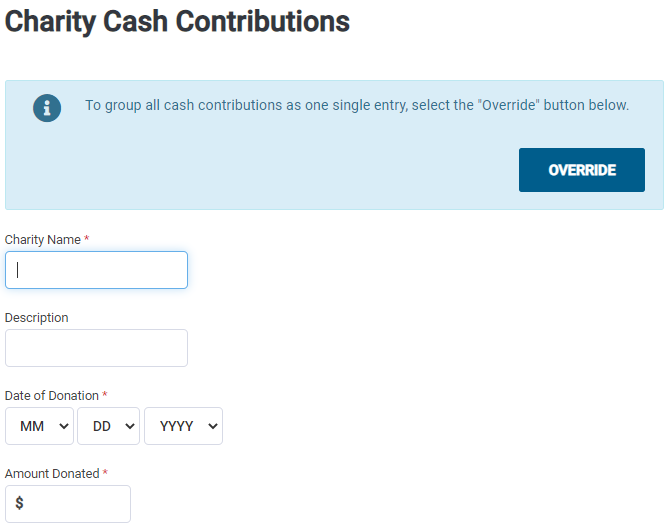 Charity Cash Contributions
To group all cash contributions as one single entry, select the "Override" button below.
OVERRIDE
Charity Name *
Description
Date of Donation *
MM DD YYYY
Amount Donated *
$